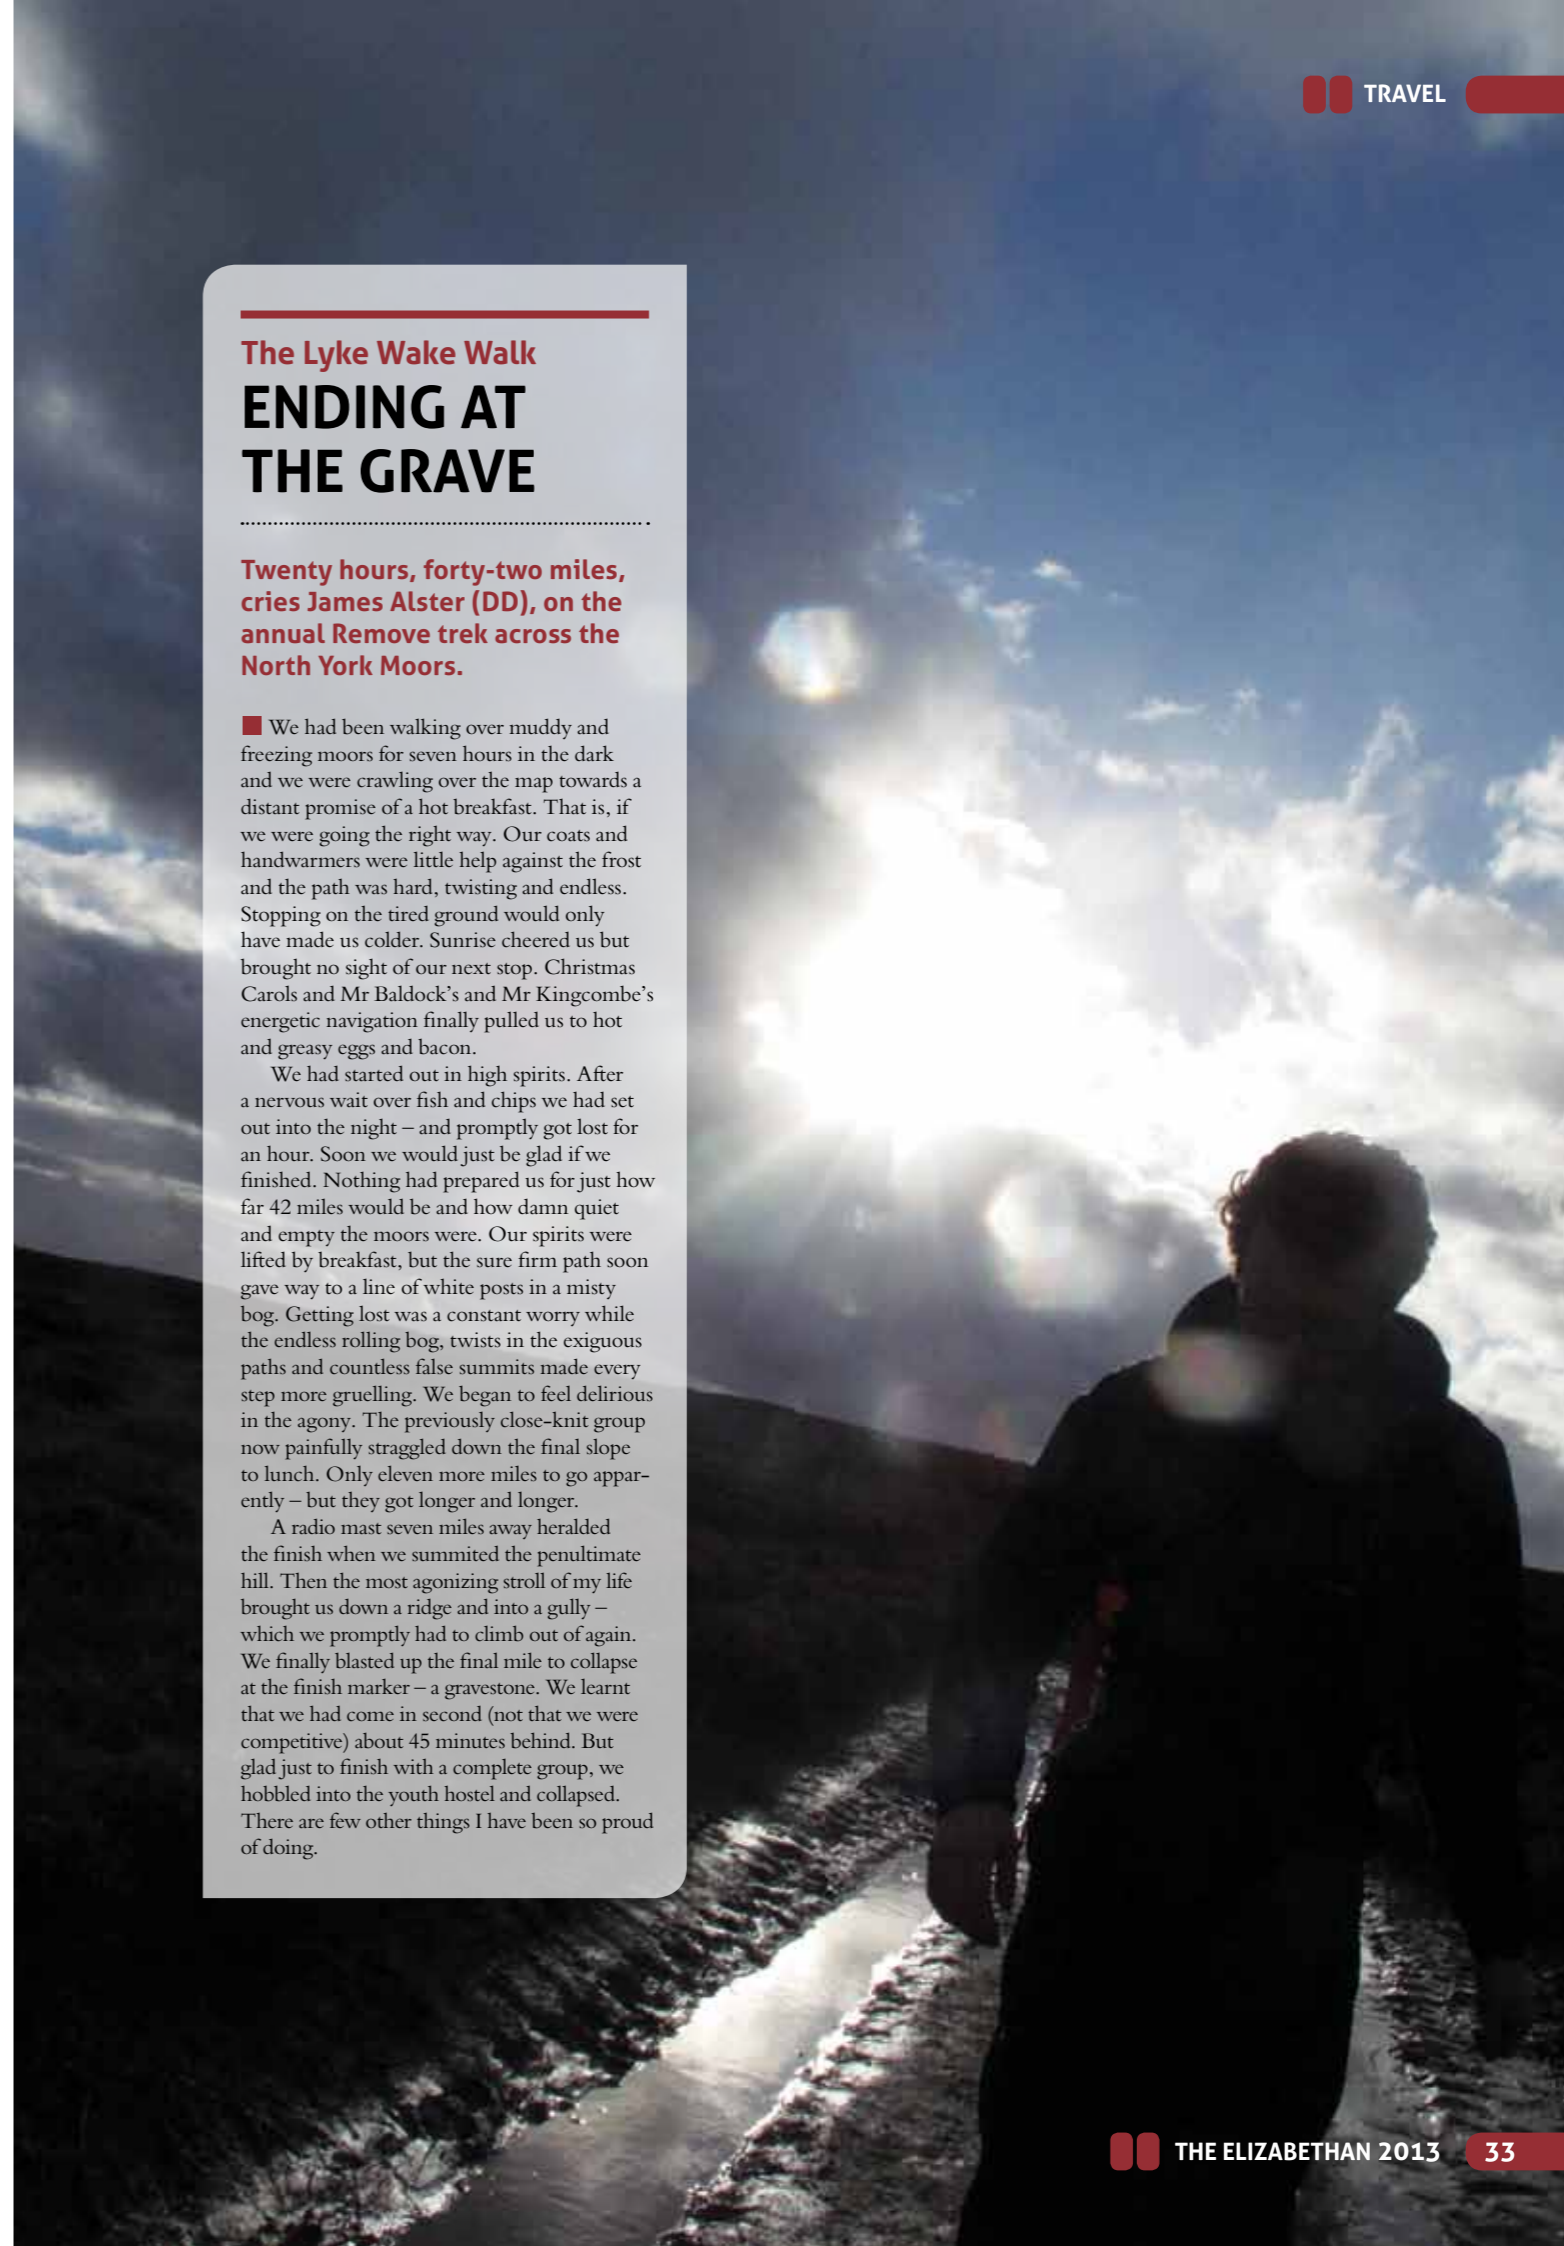 TRAVEL
The Lyke Wake Walk
ENDING AT
THE GRAVE
Twenty hours, forty-two miles,
cries James Alster (DD), on the
annual Remove trek across the
North York Moors.
We had been walking over muddy and
freezing moors for seven hours in the dark
and we were crawling over the map towards a
distant promise of a hot breakfast. That is, if
we were going the right way. Our coats and
handwarmers were little help against the frost
and the path was hard, twisting and endless.
Stopping on the tired ground would only
have made us colder. Sunrise cheered us but
brought no sight of our next stop. Christmas
Carols and Mr Baldock's and Mr Kingcombe's
energetic navigation finally pulled us to hot
and greasy eggs and bacon.
We had started out in high spirits. After
a nervous wait over fish and chips we had set
out into the night – and promptly got lost for
an hour. Soon we would just be glad if we
finished. Nothing had prepared us for just how
far 42 miles would be and how damn quiet
and empty the moors were. Our spirits were
lifted by breakfast, but the sure firm path soon
gave way to a line of white posts in a misty
bog. Getting lost was a constant worry while
the endless rolling bog, twists in the exiguous
paths and countless false summits made every
step more gruelling. We began to feel delirious
in the agony. The previously close-knit group
now painfully straggled down the final slope
to lunch. Only eleven more miles to go appar-
ently – but they got longer and longer.
A radio mast seven miles away heralded
the finish when we summited the penultimate
hill. Then the most agonizing stroll of my life
brought us down a ridge and into a gully –
which we promptly had to climb out of again.
We finally blasted up the final mile to collapse
at the finish marker – a gravestone. We learnt
that we had come in second (not that we were
competitive) about 45 minutes behind. But
glad just to finish with a complete group, we
hobbled into the youth hostel and collapsed.
There are few other things I have been so proud
of doing.
THE ELIZABETHAN 2013 33